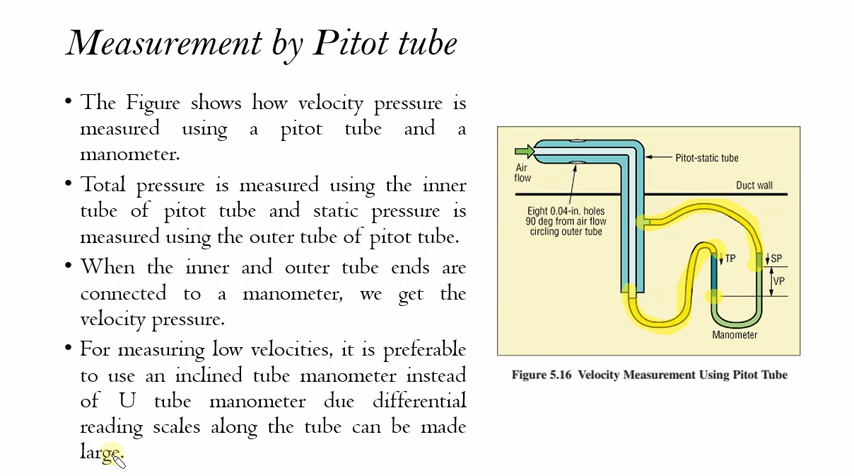 Measurement by Pitot tube
• The Figure shows how velocity pressure is
measured using a pitot tube and a
manometer.
• Total pressure is measured using the inner
tube of pitot tube and static pressure is
measured using the outer tube of pitot tube.
• When the inner and outer tube ends are
connected to a manometer, we get the
velocity pressure.
• For measuring low velocities, it is preferable
to use an inclined tube manometer instead
of U tube manometer due differential
reading scales along the tube can be made
large.
Air
flow
Pitot-static tube
Duct wall
Eight 0.04-in. holes
90 deg from air flow
circling outer tube
TP
SP
VP
Manometer
Figure 5.16 Velocity Measurement Using Pitot Tube